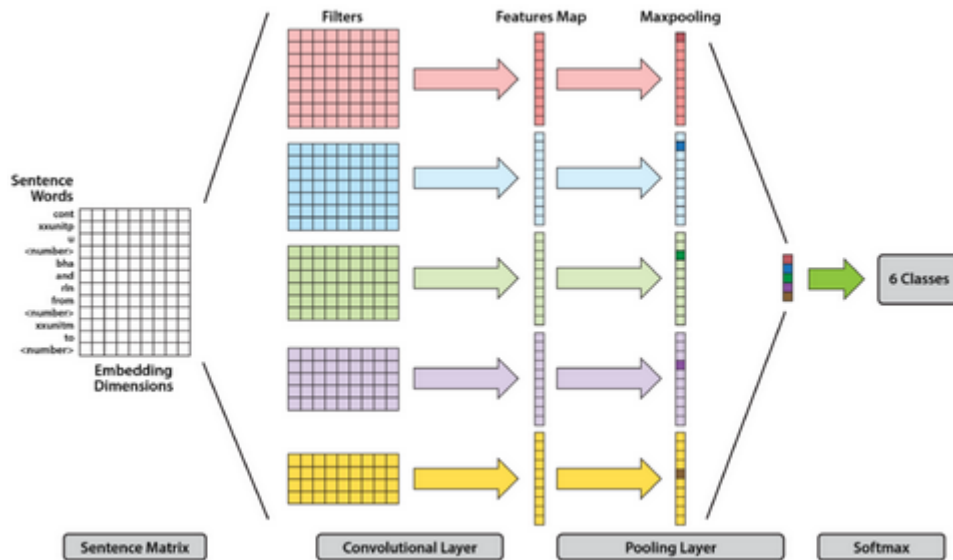 Filters
Features Map
Maxpooling
Sentence
Words
cont
xxunitp
u
<number>
bha
and
rln
from
<number>
xxunitm
to
<number>
Embedding
Dimensions
6 Classes
Sentence Matrix
Convolutional Layer
Pooling Layer
Softmax